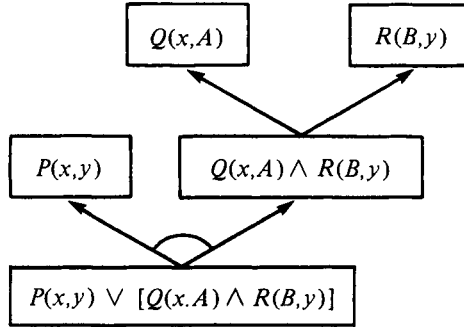 Q(x,A)
R(B,y)
P(x,y)
Q(x,A) ∧ R(B,y)
P(x,y) ∨ [Q(x.A) ∧ R(B,y)]